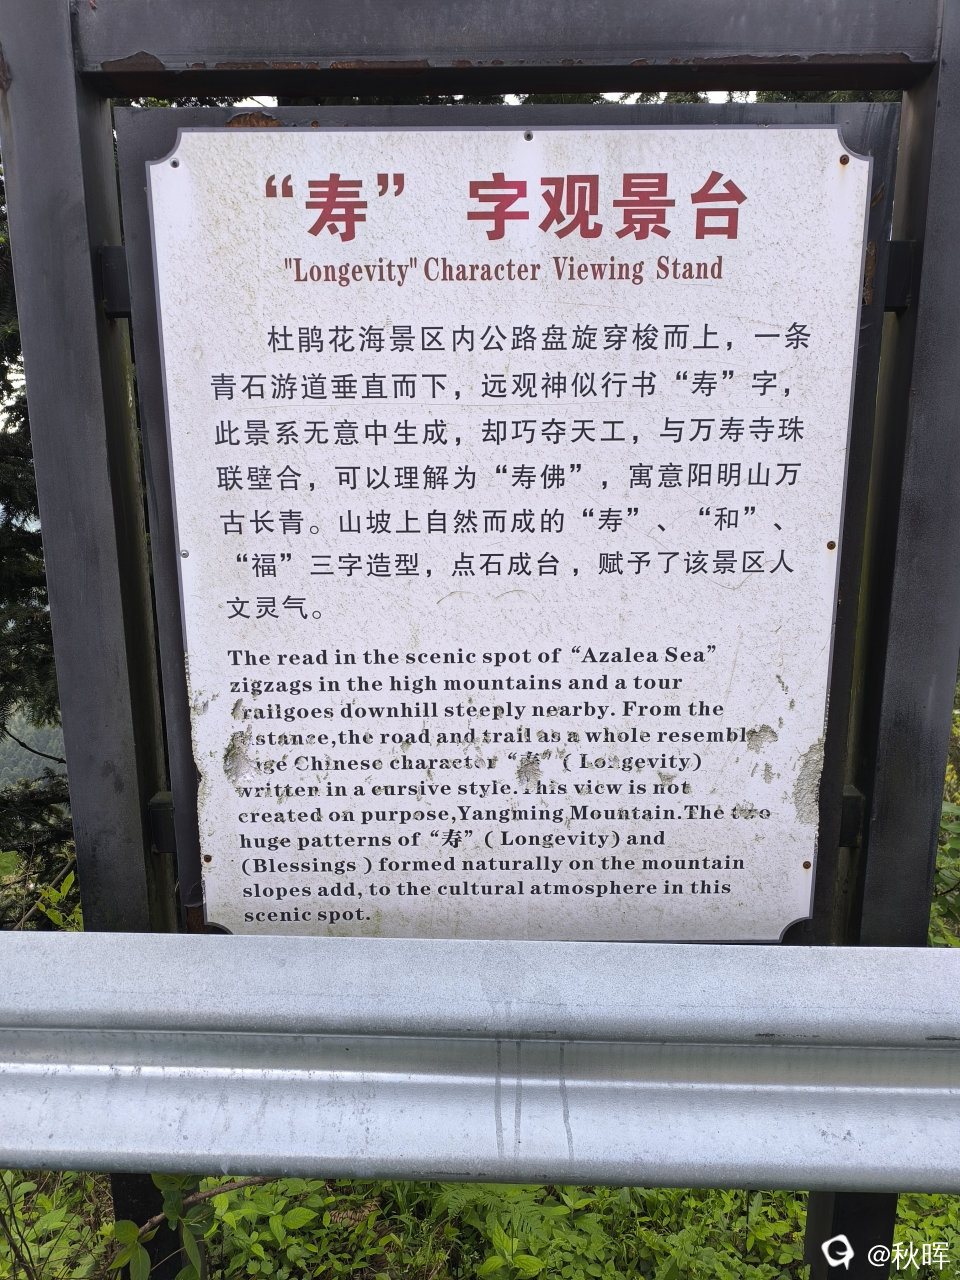 “寿” 字观景台
"Longevity" Character Viewing Stand
杜鹃花海景区内公路盘旋穿梭而上，一条
青石游道垂直而下，远观神似行书“寿”字，
此景系无意中生成，却巧夺天工，与万寿寺珠
联壁合，可以理解为“寿佛”，寓意阳明山万
古长青。山坡上自然而成的“寿”、“和”、
“福”三字造型，点石成台，赋予了该景区人
文灵气。
The read in the scenic spot of “Azalea Sea”
zigzags in the high mountains and a tour
railgoes downhill steeply nearby. From the
stance,the road and trail as a whole resembl
Chinese character “寿” ( Longevity)
written in a cursive style.This view is not
created on purpose,Yangming Mountain.The two
huge patterns of “寿” ( Longevity) and
(Blessings ) formed naturally on the mountain
slopes add, to the cultural atmosphere in this
scenic spot.
@秋晖